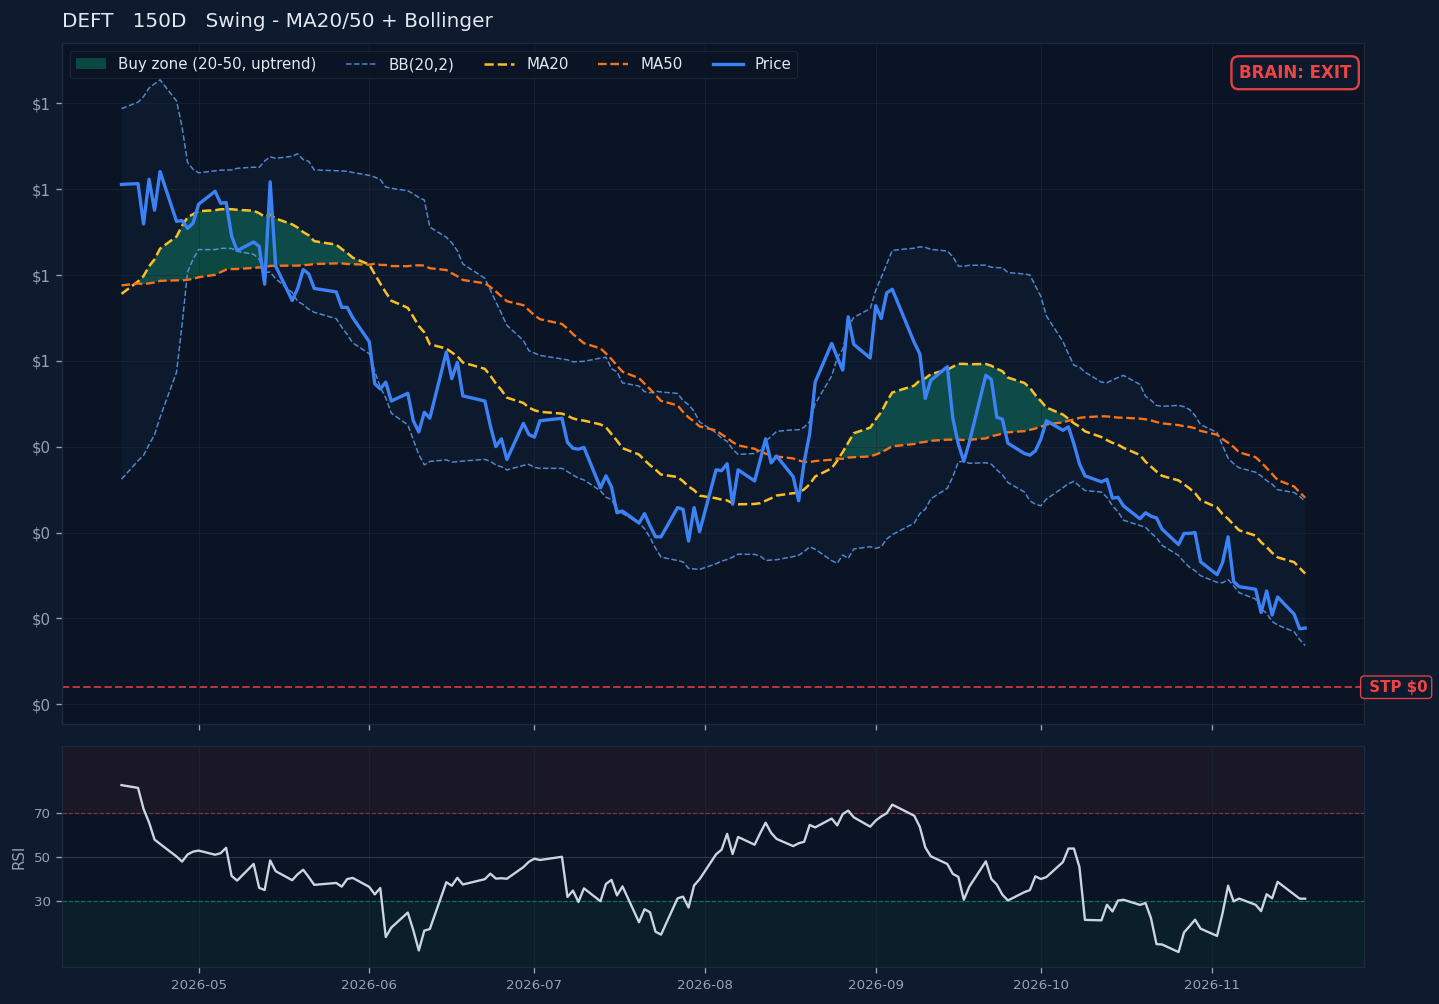 DEFT   150D   Swing - MA20/50 + Bollinger
Buy zone (20-50, uptrend)
BB(20,2)
MA20
MA50
Price
BRAIN: EXIT
$1
$1
$1
$1
$0
$0
$0
$0
STP $0
RSI
70
50
30
2026-05
2026-06
2026-07
2026-08
2026-09
2026-10
2026-11